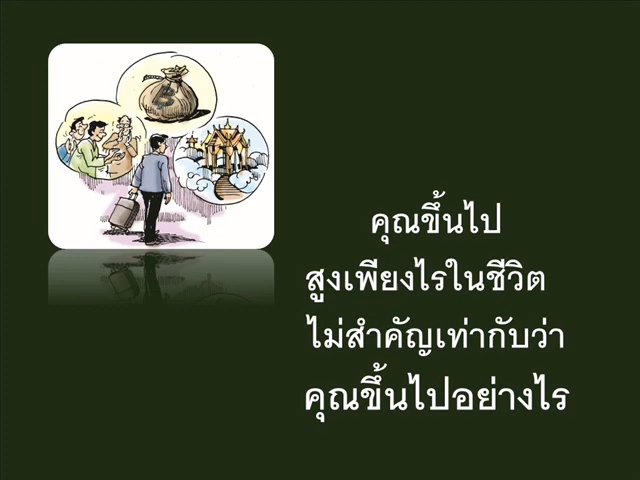 คุณขึ้นไป
สูงเพียงไรในชีวิต
ไม่สำคัญเท่ากับว่า
คุณขึ้นไปอย่างไร